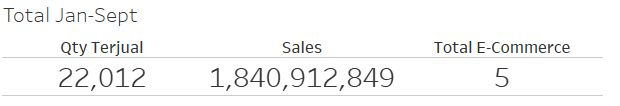 Total Jan-Sept
Qty Terjual Sales Total E-Commerce
22,012 1,840,912,849 5